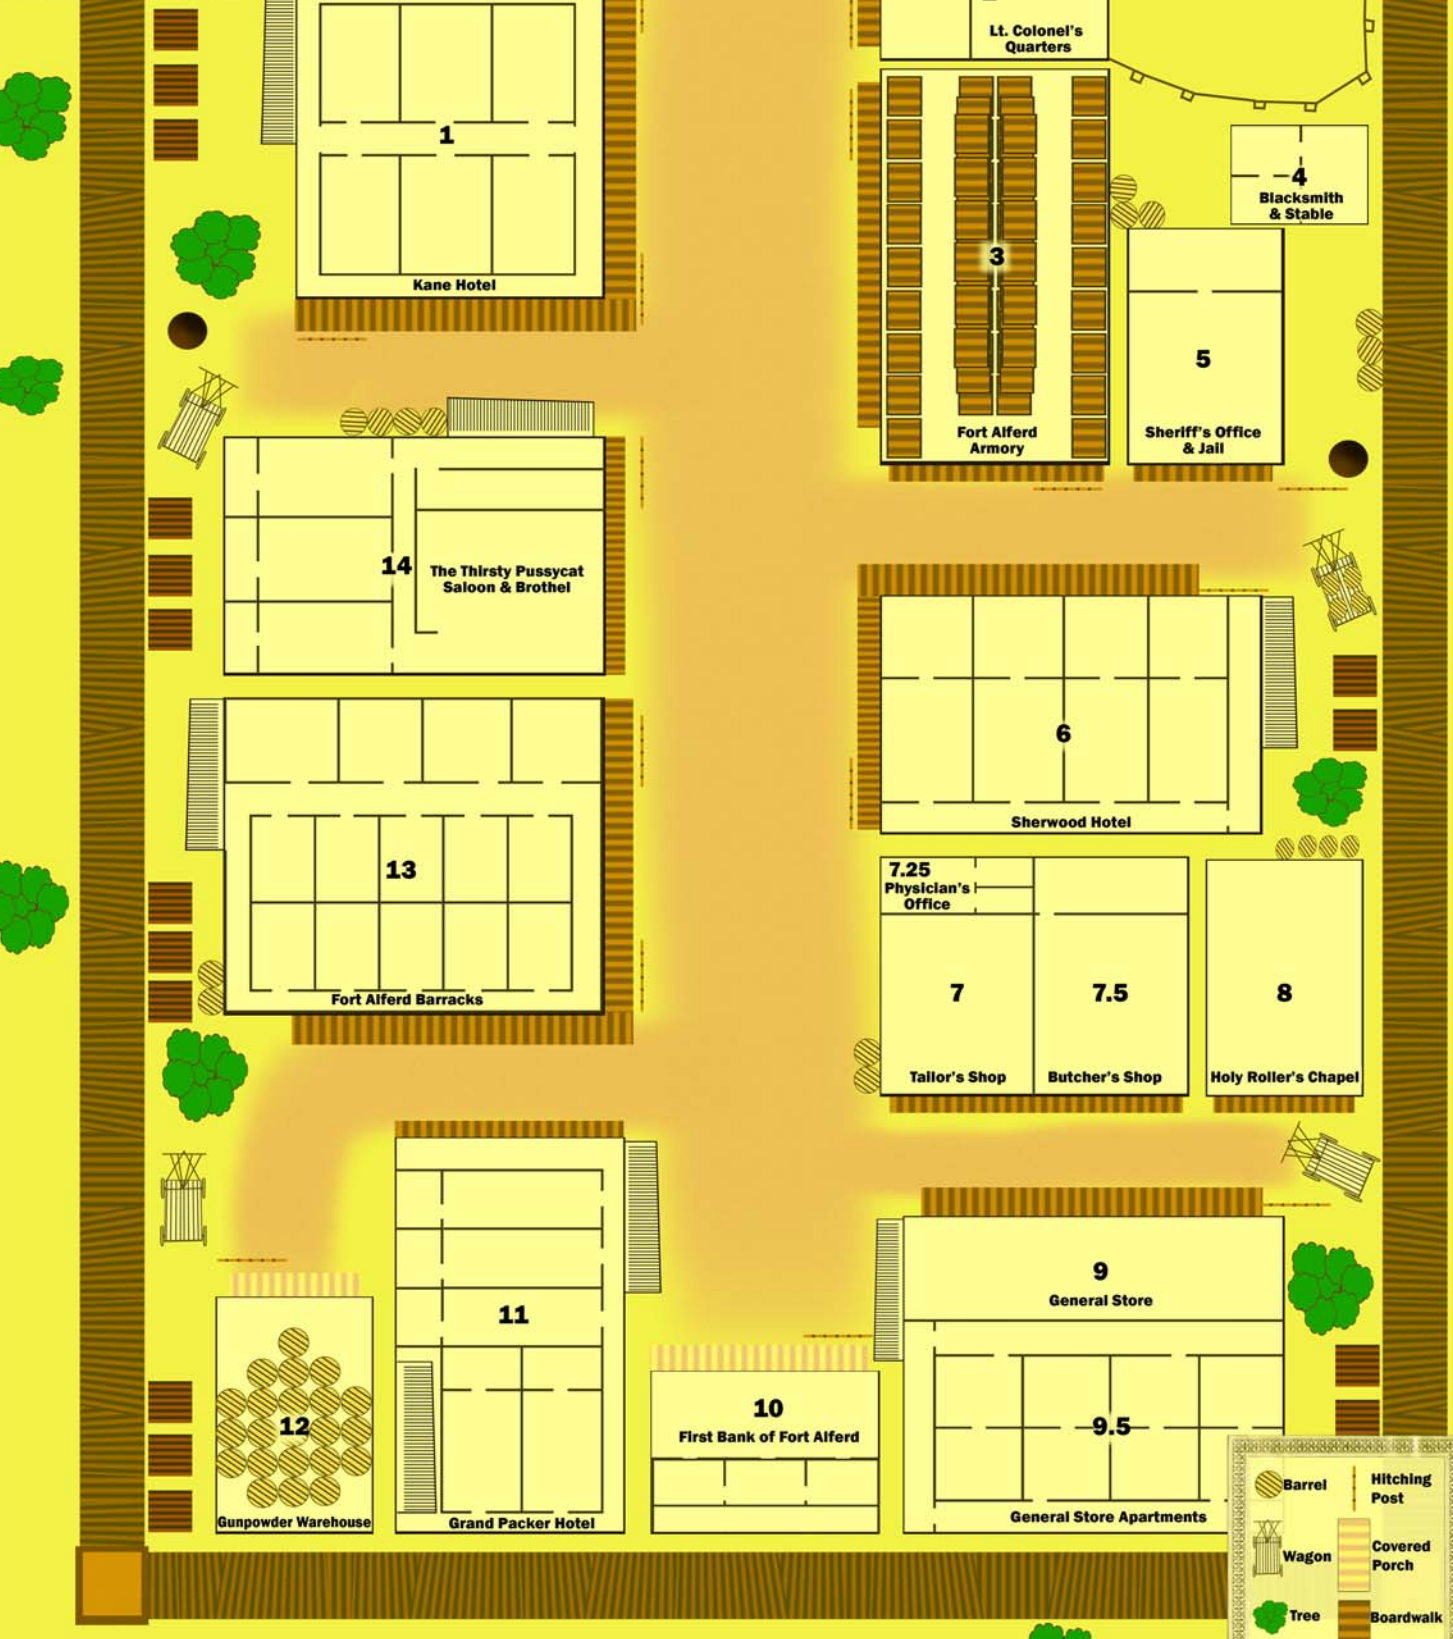 Lt. Colonel's
Quarters
1
Kane Hotel
3
Fort Alferd
Armory
4
Blacksmith
& Stable
5
Sheriff's Office
& Jail
14
The Thirsty Pussycat
Saloon & Brothel
6
Sherwood Hotel
13
Fort Alferd Barracks
7.25
Physician's
Office
7
Tailor's Shop
7.5
Butcher's Shop
8
Holy Roller's Chapel
9
General Store
9.5
General Store Apartments
10
First Bank of Fort Alferd
11
Grand Packer Hotel
12
Gunpowder Warehouse
Barrel
Hitching
Post
Wagon
Covered
Porch
Tree
Boardwalk